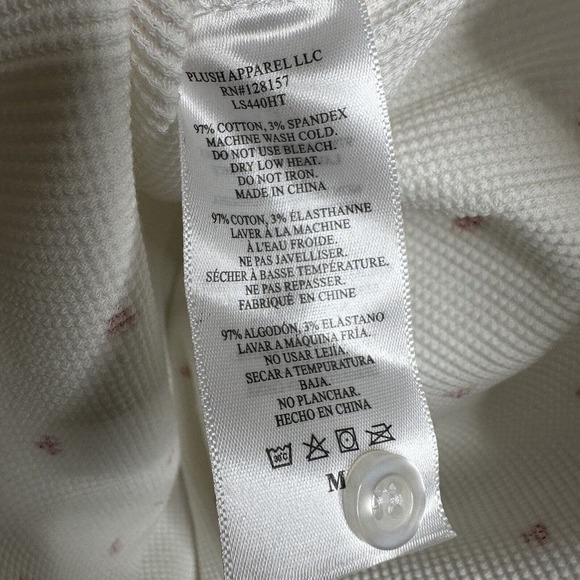 PLUSH APPAREL LLC
RN#128157
LS440HT
97% COTTON, 3% SPANDEX
MACHINE WASH COLD.
DO NOT USE BLEACH.
DRY LOW HEAT.
DO NOT IRON.
MADE IN CHINA
97% COTON, 3% ÉLASTHANNE
LAVER À LA MACHINE
À L'EAU FROIDE.
NE PAS JAVELLISER.
SÉCHER À BASSE TEMPÉRATURE.
NE PAS REPASSER.
FABRIQUÉ EN CHINE
97% ALGODÓN, 3% ELASTANO
LAVAR A MÁQUINA FRÍA.
NO USAR LEJÍA.
SECAR A TEMPURATURA
BAJA.
NO PLANCHAR.
HECHO EN CHINA
30°C
M